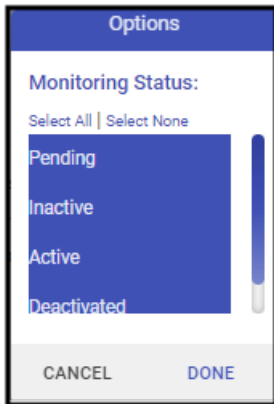 Options
Monitoring Status:
Select All | Select None
Pending
Inactive
Active
Deactivated
CANCEL DONE